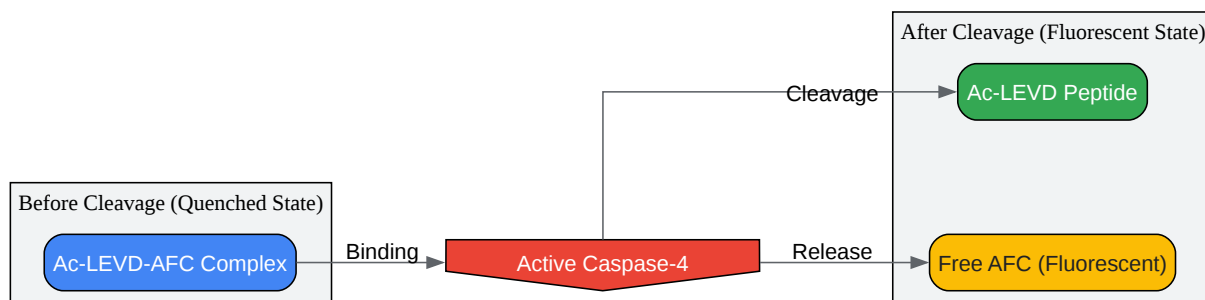 After Cleavage (Fluorescent State)
Ac-LEVD Peptide
Cleavage
Before Cleavage (Quenched State)
Ac-LEVD-AFC Complex
Binding
Active Caspase-4
Release
Free AFC (Fluorescent)